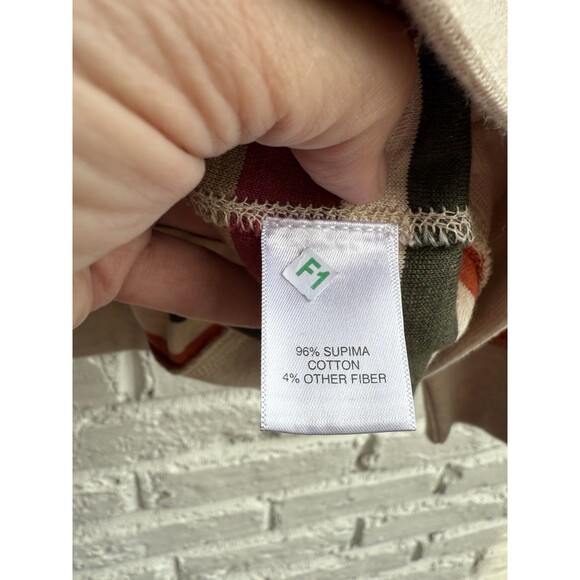 F1
96% SUPIMA
COTTON
4% OTHER FIBER